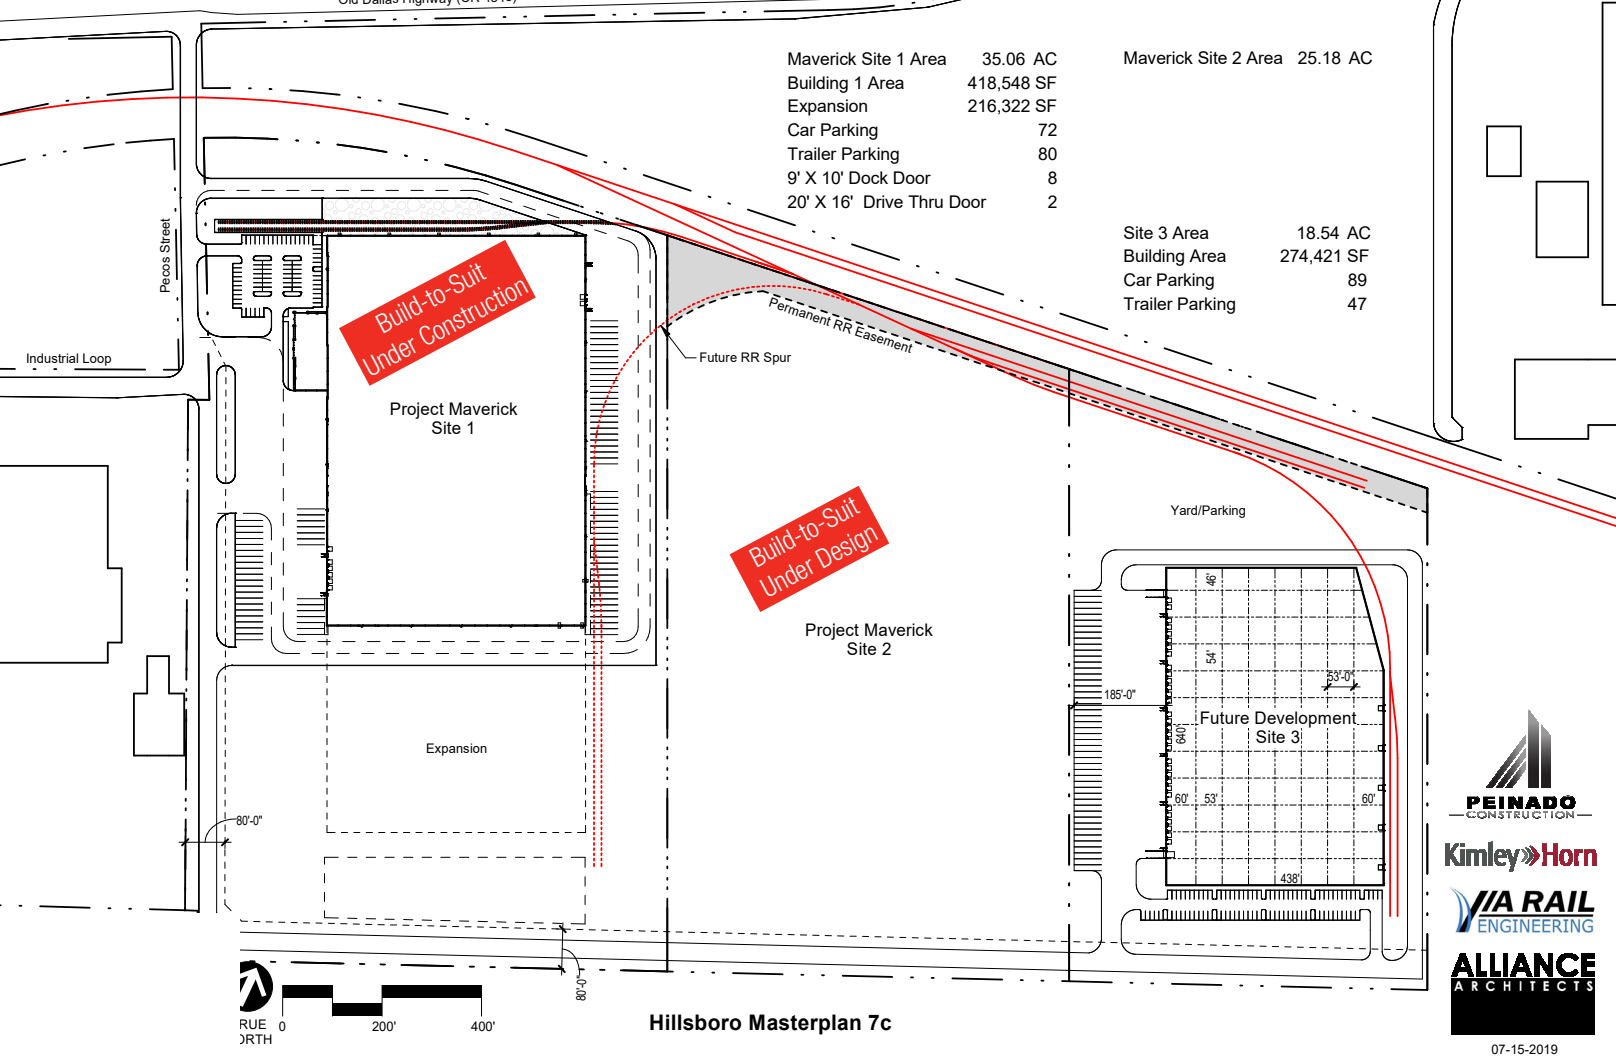 Old Dallas Highway
Maverick Site 1 Area 35.06 AC
Building 1 Area 418,548 SF
Expansion 216,322 SF
Car Parking 72
Trailer Parking 80
9' X 10' Dock Door 8
20' X 16' Drive Thru Door 2
Maverick Site 2 Area 25.18 AC
Site 3 Area 18.54 AC
Building Area 274,421 SF
Car Parking 89
Trailer Parking 47
Pecos Street
Industrial Loop
Build-to-Suit
Under Construction
Project Maverick
Site 1
Permanent RR Easement
Future RR Spur
Build-to-Suit
Under Design
Project Maverick
Site 2
Yard/Parking
46'
54'
53'-0"
185'-0"
Future Development
Site 3
640'
60'
53'
60'
438'
Expansion
80'-0"
80'-0"
RUE
ORTH
0 200' 400'
Hillsboro Masterplan 7c
PEINADO
CONSTRUCTION
Kimley»Horn
VIA RAIL
ENGINEERING
ALLIANCE
ARCHITECTS
07-15-2019